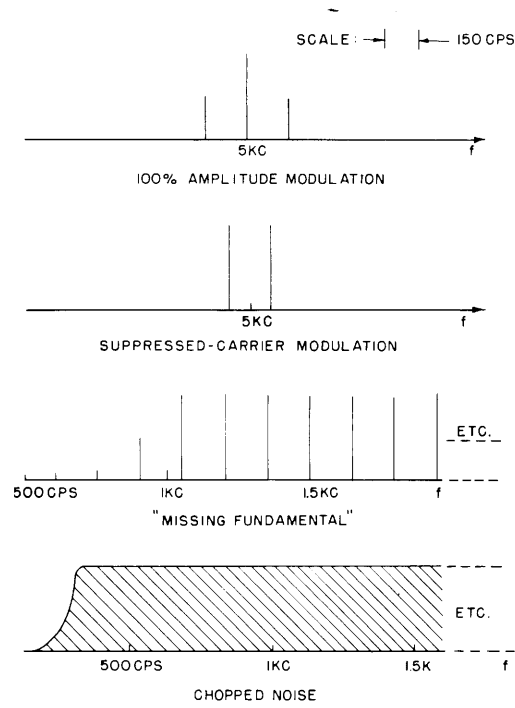 SCALE: 150 CPS
5KC f
100% AMPLITUDE MODULATION
5KC f
SUPPRESSED-CARRIER MODULATION
ETC.
500CPS 1KC 1.5KC f
"MISSING FUNDAMENTAL"
ETC.
500CPS 1KC 1.5K f
CHOPPED NOISE